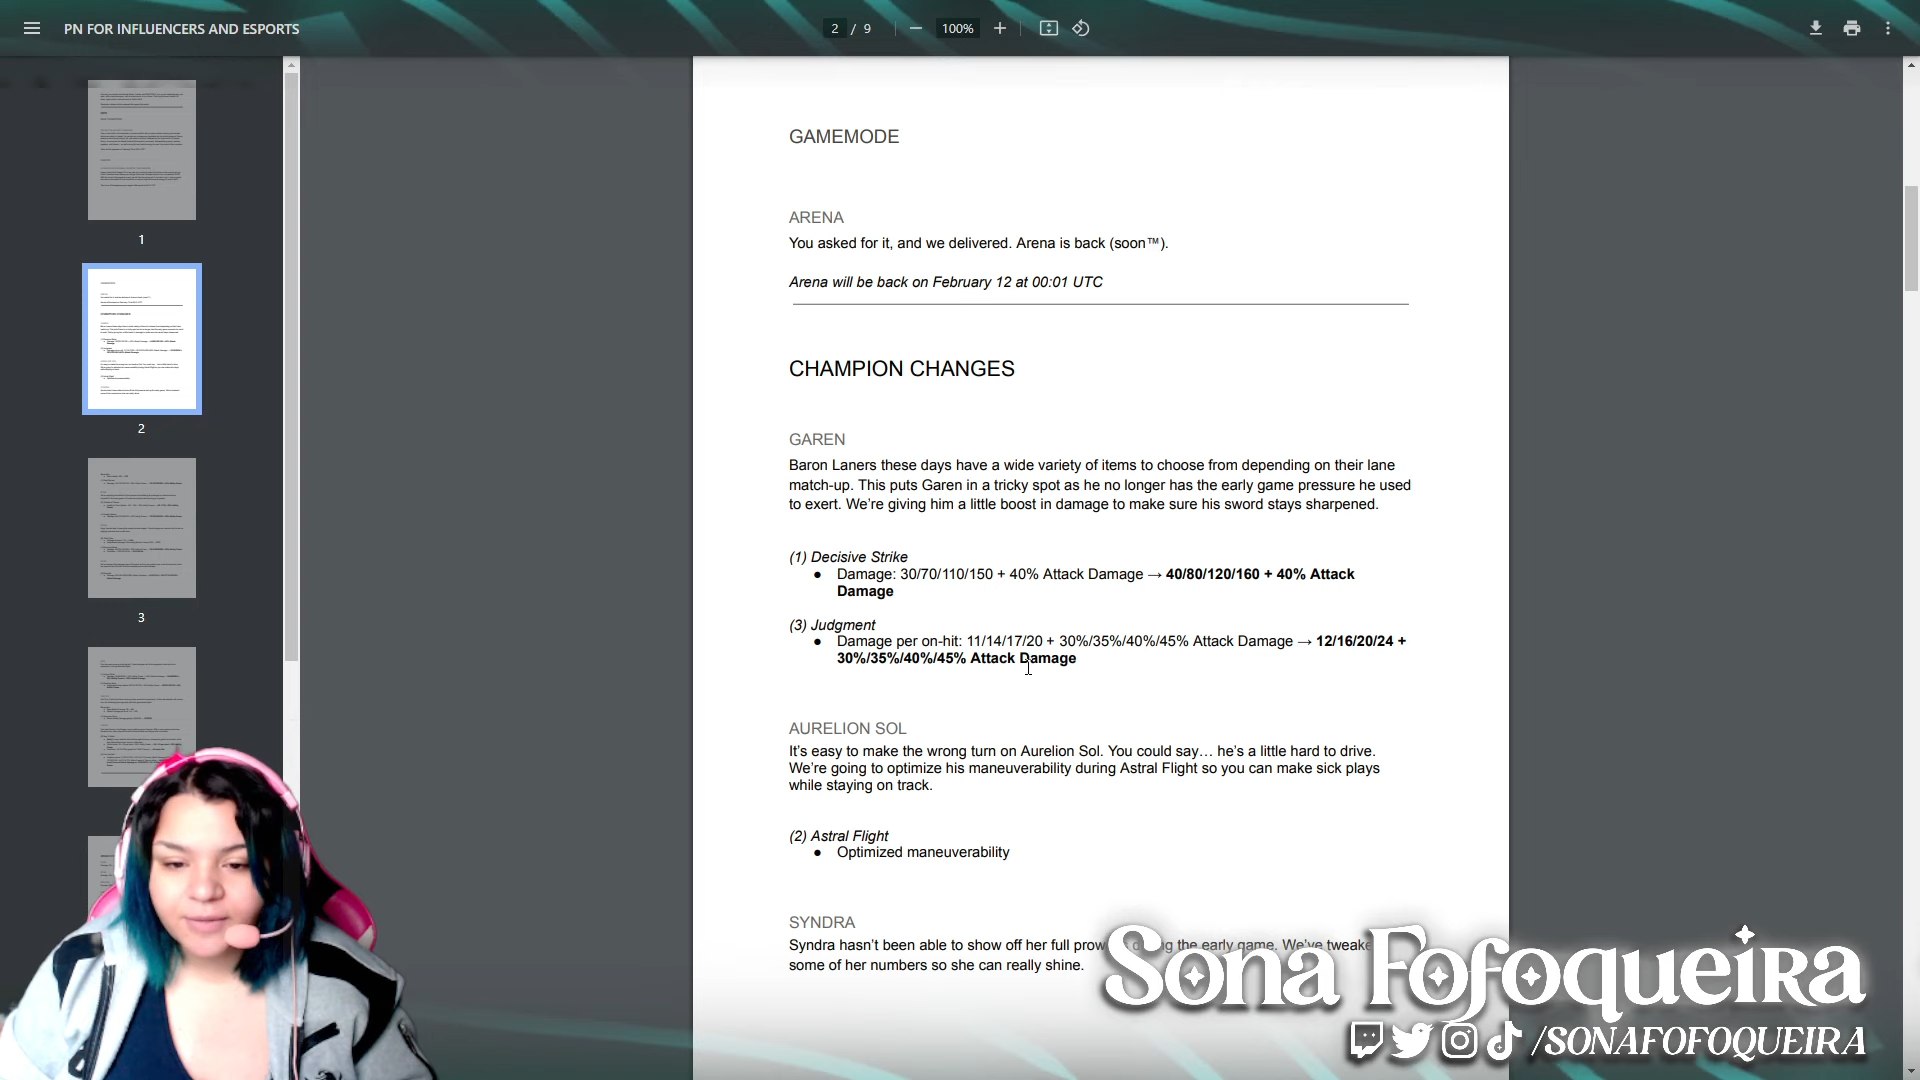 PN FOR INFLUENCERS AND ESPORTS
2 / 9
100%
1
2
3
GAMEMODE
ARENA
You asked for it, and we delivered. Arena is back (soon™).
Arena will be back on February 12 at 00:01 UTC
CHAMPION CHANGES
GAREN
Baron Laners these days have a wide variety of items to choose from depending on their lane
match-up. This puts Garen in a tricky spot as he no longer has the early game pressure he used
to exert. We’re giving him a little boost in damage to make sure his sword stays sharpened.
(1) Decisive Strike
● Damage: 30/70/110/150 + 40% Attack Damage → 40/80/120/160 + 40% Attack
Damage
(3) Judgment
● Damage per on-hit: 11/14/17/20 + 30%/35%/40%/45% Attack Damage → 12/16/20/24 +
30%/35%/40%/45% Attack Damage
AURELION SOL
It’s easy to make the wrong turn on Aurelion Sol. You could say… he’s a little hard to drive.
We’re going to optimize his maneuverability during Astral Flight so you can make sick plays
while staying on track.
(2) Astral Flight
● Optimized maneuverability
SYNDRA
Syndra hasn’t been able to show off her full the early game. We’ve
some of her numbers so she can really shine.
Sona Fofoqueira
/SONAFOFOQUEIRA